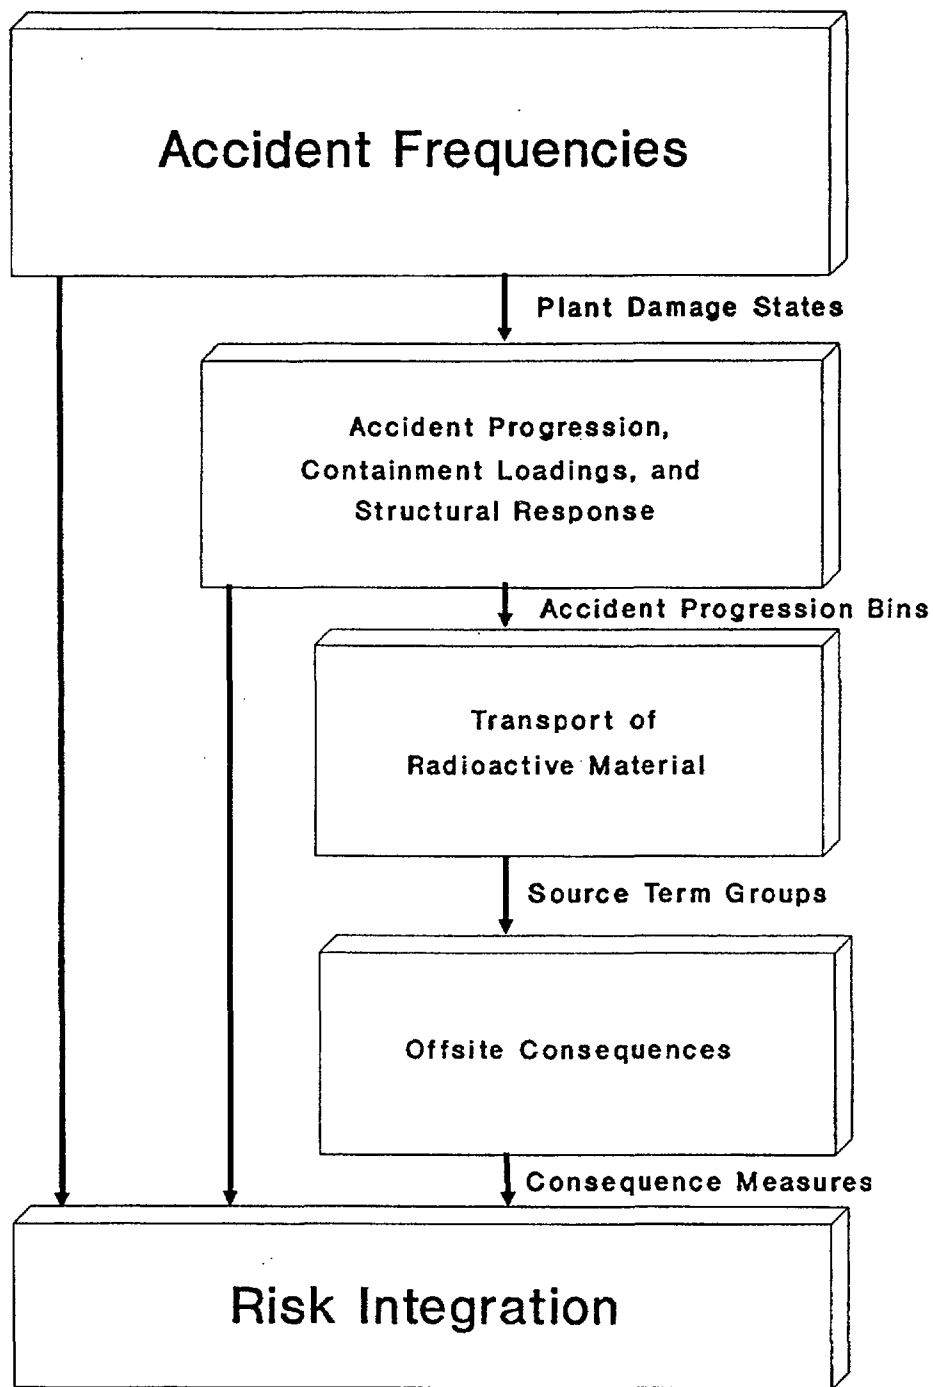 Accident Frequencies
Plant Damage States
Accident Progression,
Containment Loadings, and
Structural Response
Accident Progression Bins
Transport of
Radioactive Material
Source Term Groups
Offsite Consequences
Consequence Measures
Risk Integration